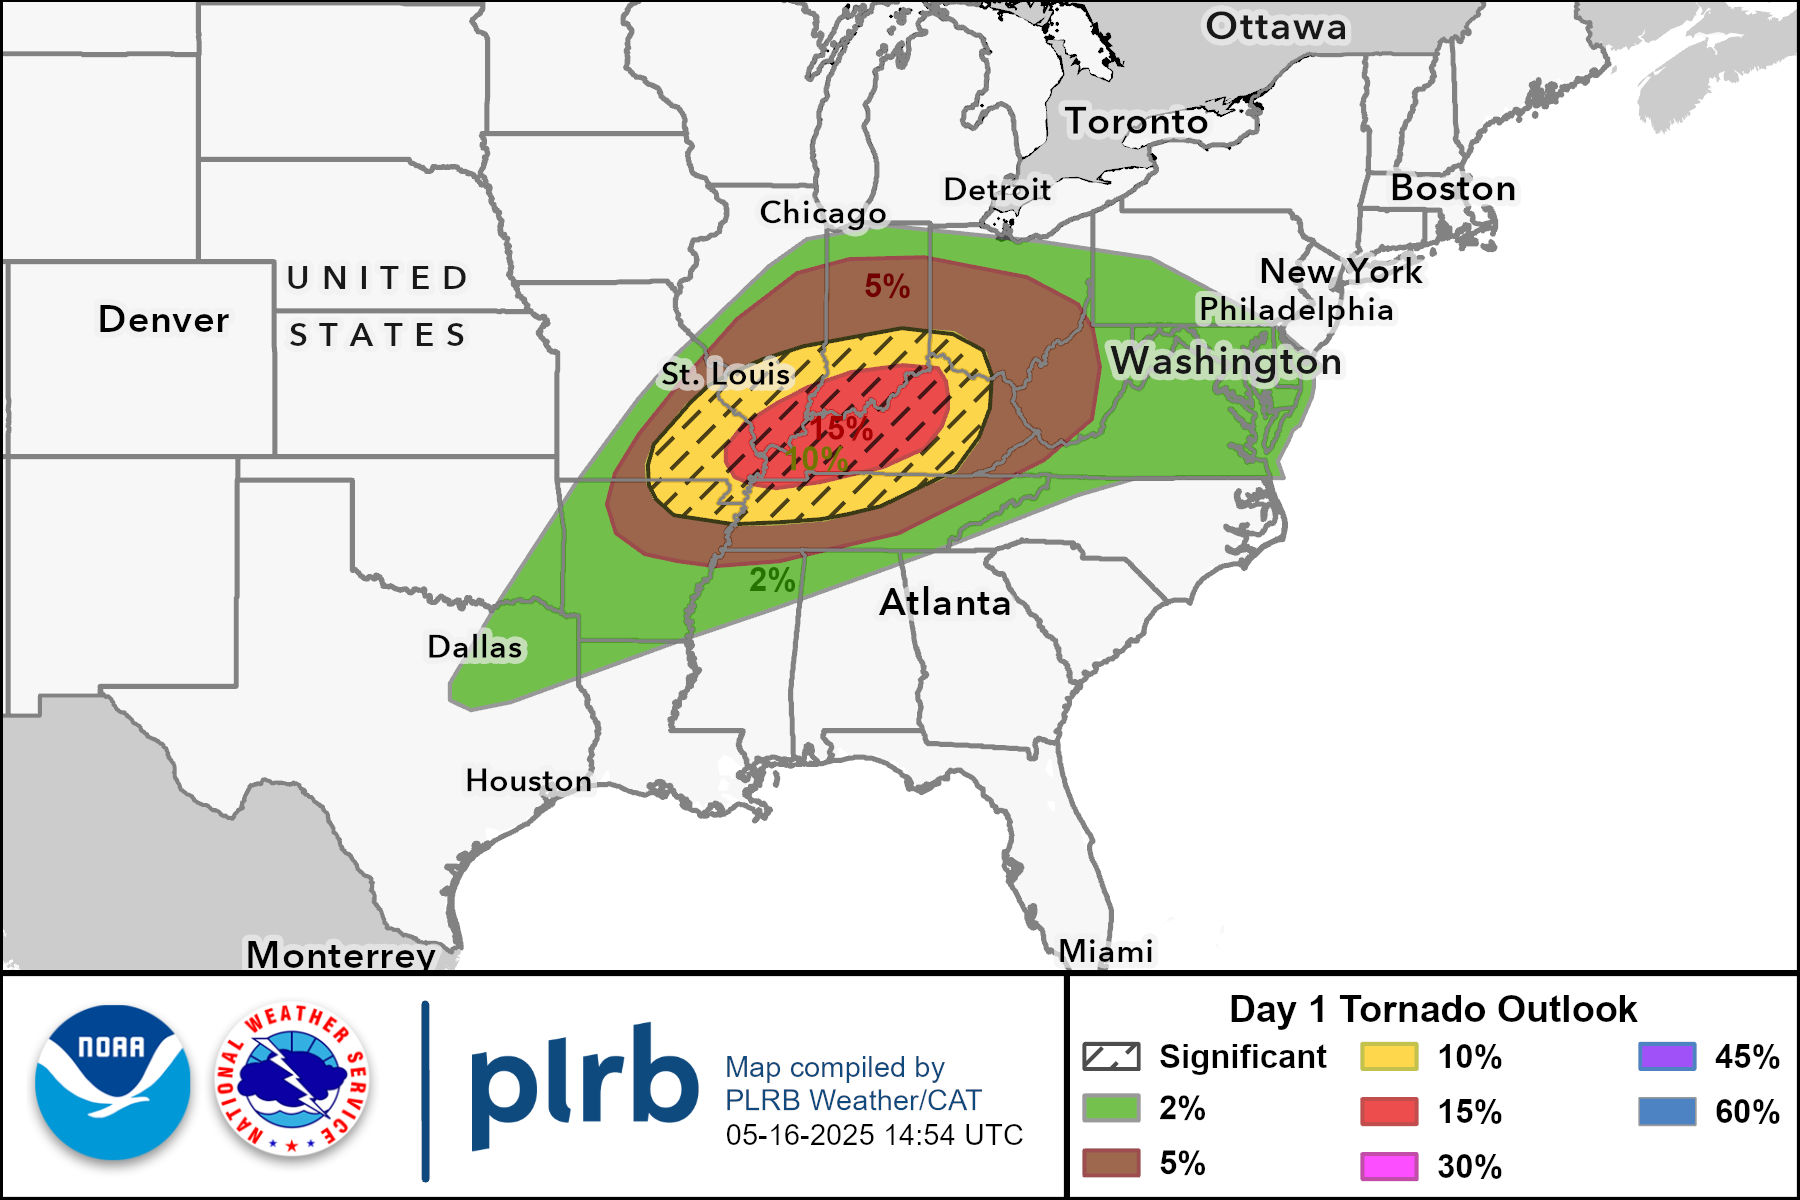 Ottawa
Toronto
Detroit
Boston
Chicago
New York
UNITED
5%
Philadelphia
Denver
STATES
Washington
St. Louis
15%
10%
2%
Atlanta
Dallas
Houston
Miami
Monterrey
NOAA
NATIONAL WEATHER SERVICE
plrb
Map compiled by
PLRB Weather/CAT
05-16-2025 14:54 UTC
Day 1 Tornado Outlook
Significant
10%
45%
2%
15%
60%
5%
30%